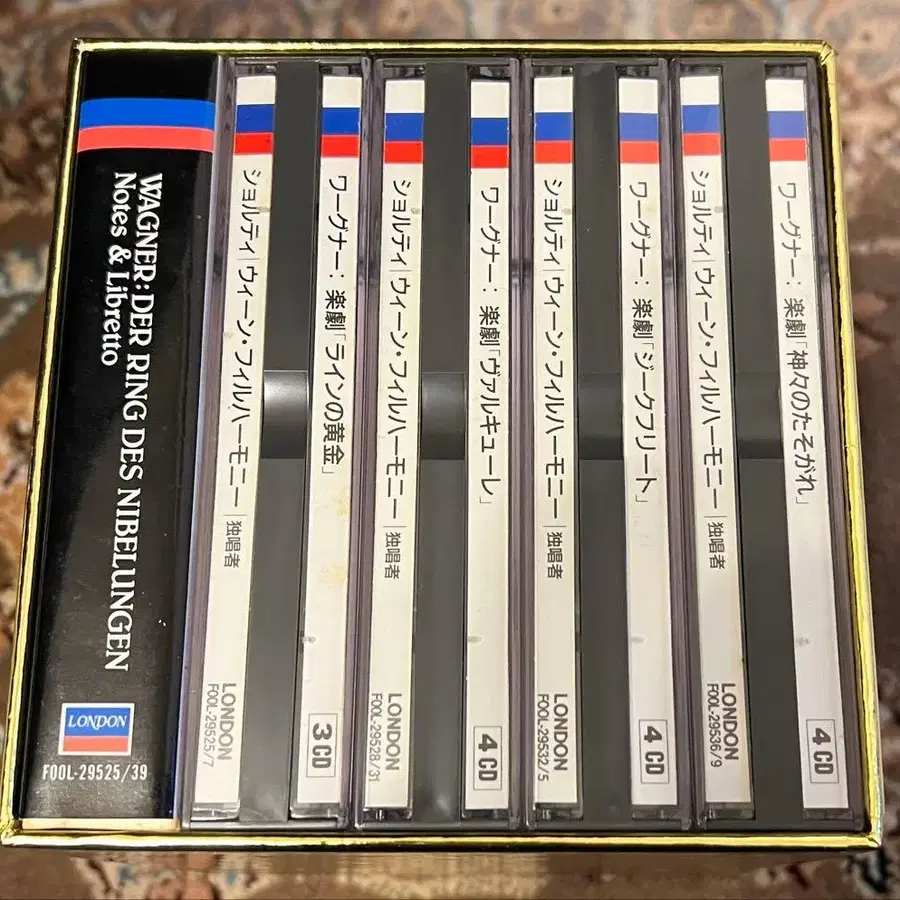 WAGNER: DER RING DES NIBELUNGEN
Notes & Libretto
LONDON
FOOL-29525/39
ショルティ|ウィーン・フィルハーモニー|独唱者
LONDON
FOOL-29525/7
ワーグナー：楽劇「ラインの黄金」
3 CD
ショルティ|ウィーン・フィルハーモニー|独唱者
LONDON
FOOL-29528/31
ワーグナー：楽劇「ヴァルキューレ」
4 CD
ショルティ|ウィーン・フィルハーモニー|独唱者
LONDON
FOOL-29532/5
ワーグナー：楽劇「ジークフリート」
4 CD
ショルティ|ウィーン・フィルハーモニー|独唱者
LONDON
FOOL-29536/9
ワーグナー：楽劇「神々のたそがれ」
4 CD